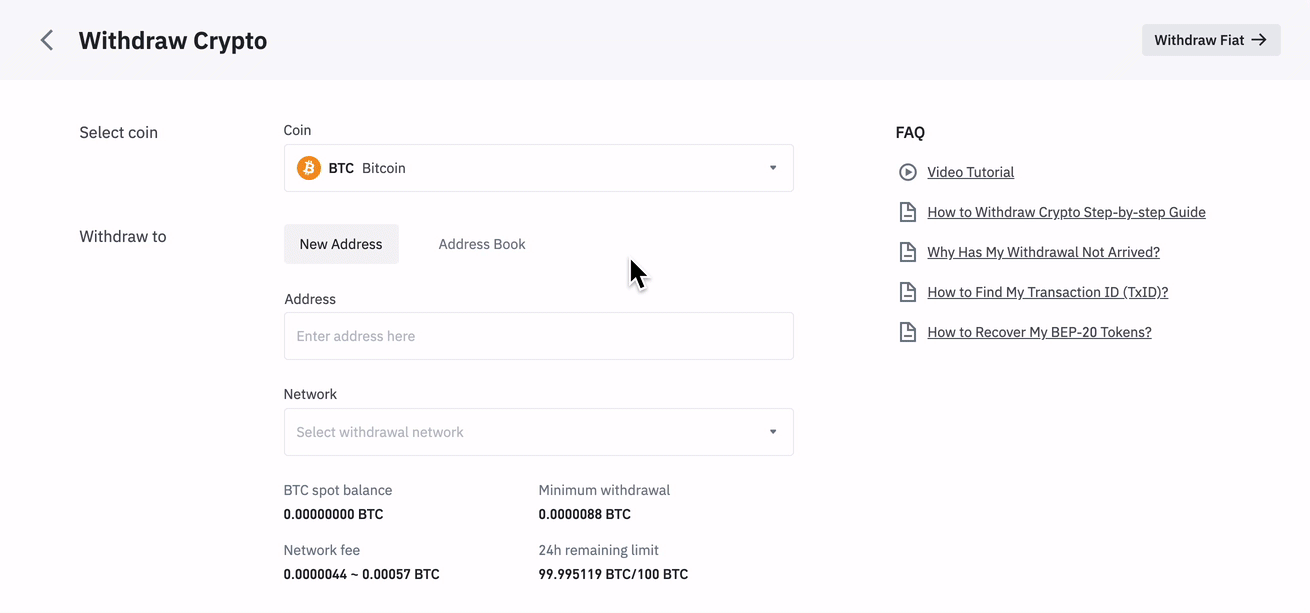 Withdraw Crypto
Withdraw Fiat
Select coin
Coin
BTC Bitcoin
Withdraw to
New Address
Address Book
Address
Enter address here
Network
Select withdrawal network
BTC spot balance
0.00000000 BTC
Minimum withdrawal
0.0000088 BTC
Network fee
0.0000044 ~ 0.00057 BTC
24h remaining limit
99.995119 BTC/100 BTC
FAQ
Video Tutorial
How to Withdraw Crypto Step-by-step Guide
Why Has My Withdrawal Not Arrived?
How to Find My Transaction ID (TxID)?
How to Recover My BEP-20 Tokens?